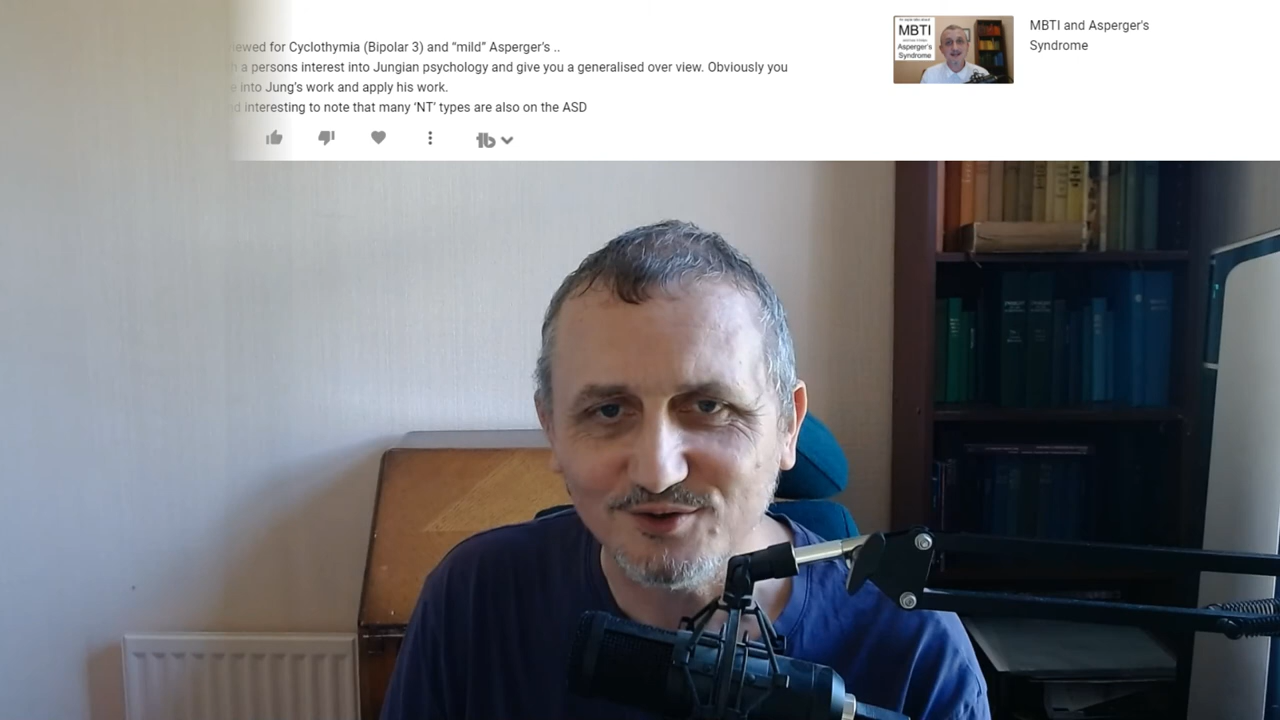 iewed for Cyclothymia (Bipolar 3) and “mild” Asperger’s ..
a persons interest into Jungian psychology and give you a generalised over view. Obviously you
into Jung’s work and apply his work.
interesting to note that many ‘NT’ types are also on the ASD
MBTI
Asperger's
Syndrome
MBTI and Asperger's
Syndrome